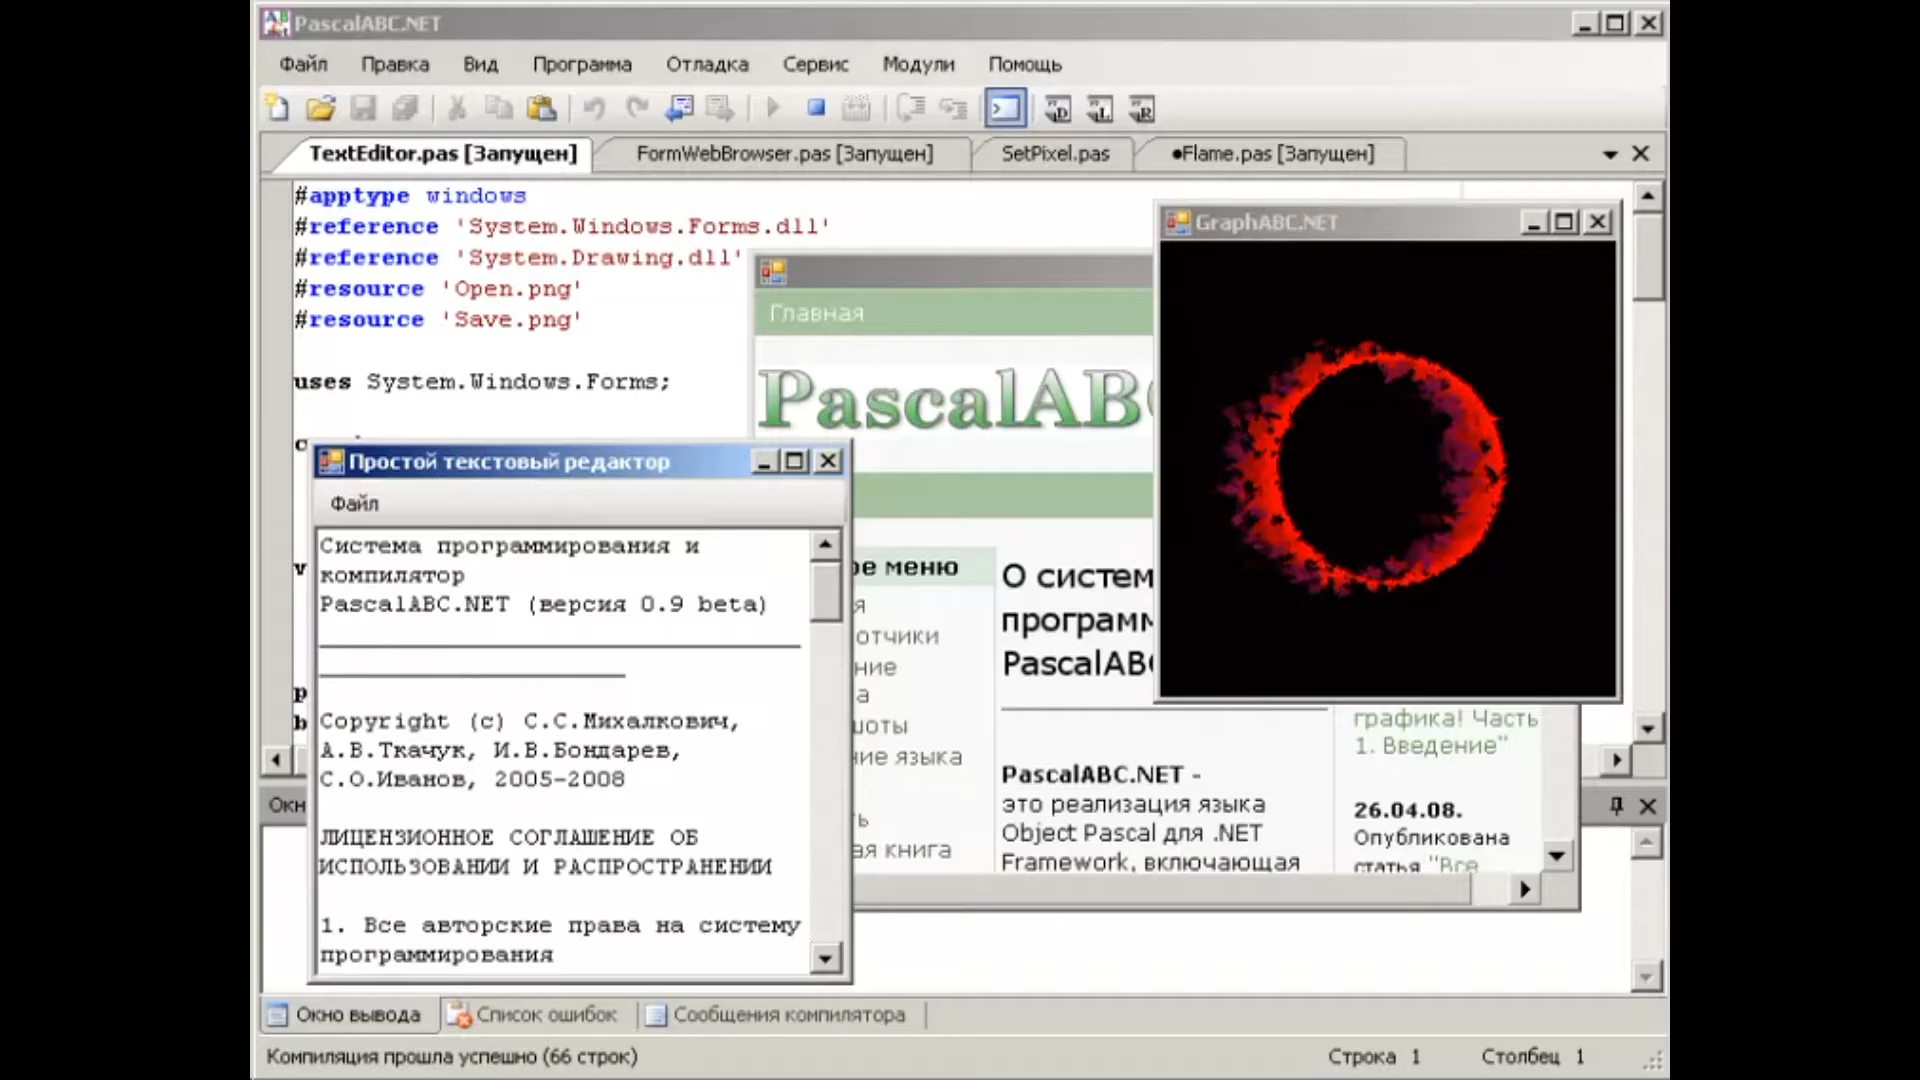 PascalABC.NET
Файл Правка Вид Программа Отладка Сервис Модули Помощь
TextEditor.pas [Запущен] FormWebBrowser.pas [Запущен] SetPixel.pas •Flame.pas [Запущен]
#apptype windows
#reference 'System.Windows.Forms.dll'
#reference 'System.Drawing.dll'
#resource 'Open.png'
#resource 'Save.png'
uses System.Windows.Forms;
GraphABC.NET
Главная
PascalABC
Простой текстовый редактор
Файл
Система программирования и
компилятор
PascalABC.NET (версия 0.9 beta)
Copyright (c) С.С.Михалкович,
А.В.Ткачук, И.В.Бондарев,
С.О.Иванов, 2005-2008
ЛИЦЕНЗИОННОЕ СОГЛАШЕНИЕ ОБ
ИСПОЛЬЗОВАНИИ И РАСПРОСТРАНЕНИИ
1. Все авторские права на систему
программирования
меню
ние языка
книга
О систем
програм
PascalABC
PascalABC.NET -
это реализация языка
Object Pascal для .NET
Framework, включающая
графика! Часть
1. Введение"
26.04.08.
Опубликована
статья "Все
Окно вывода Список ошибок Сообщения компилятора
Компиляция прошла успешно (66 строк) Строка 1 Столбец 1